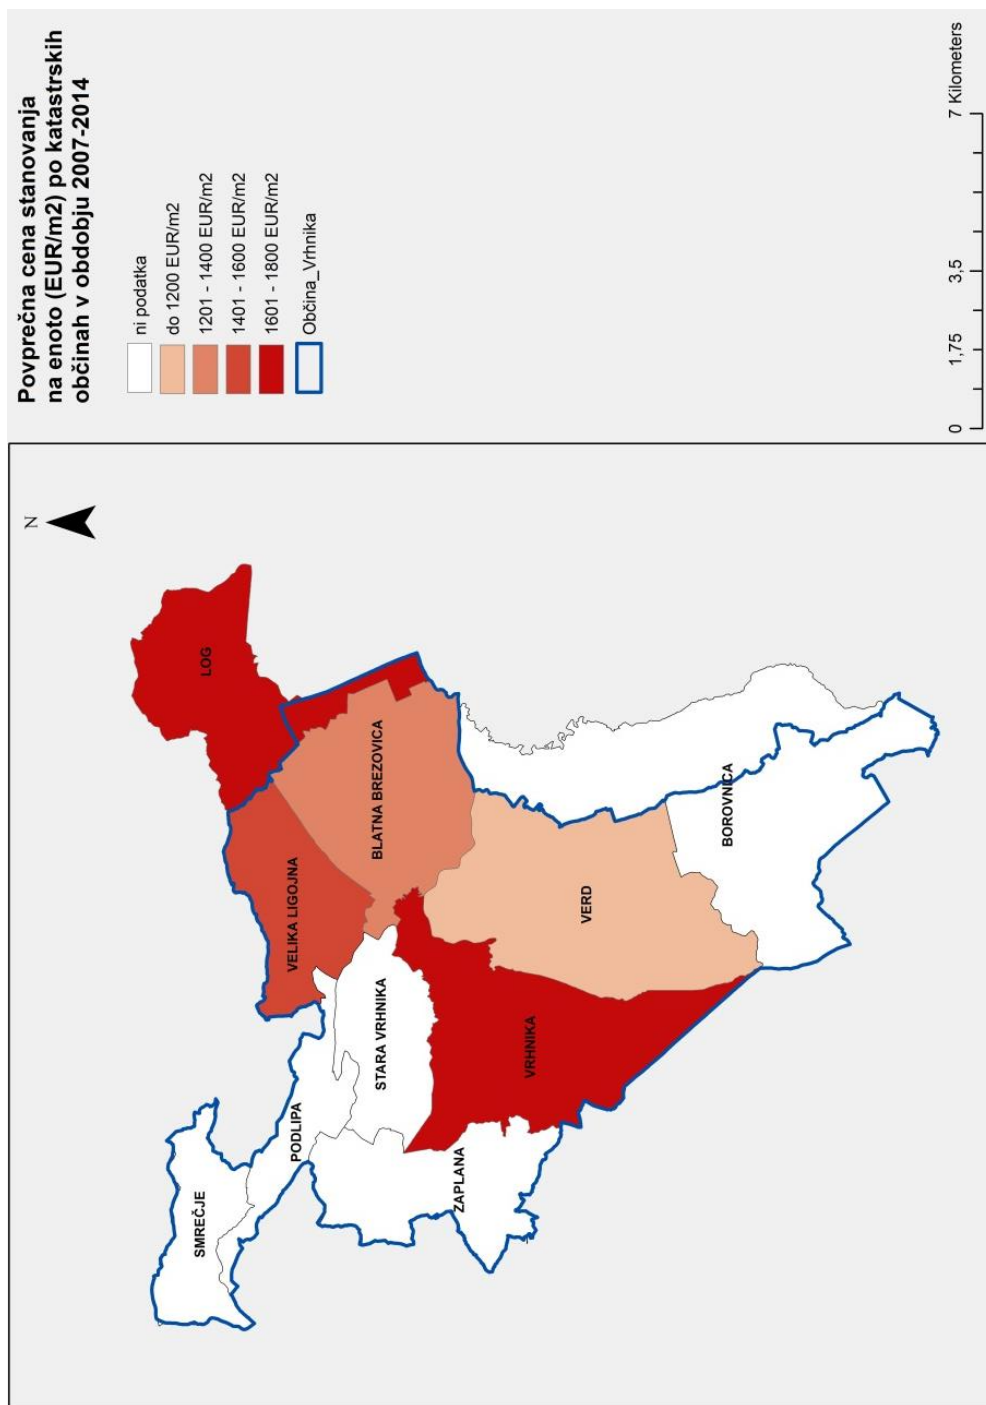 Povprečna cena stanovanja
na enoto (EUR/m2) po katastrskih
občinah v obdobju 2007-2014
ni podatka
do 1200 EUR/m2
1201 - 1400 EUR/m2
1401 - 1600 EUR/m2
1601 - 1800 EUR/m2
Občina_Vrhnika
N
LOG
SMREČJE
PODLIPA
VELIKA LIGOJNA
STARA VRHNIKA
BLATNA BREZOVICA
ZAPLANA
VRHNIKA
VERD
BOROVNICA
0 1,75 3,5 7 Kilometers